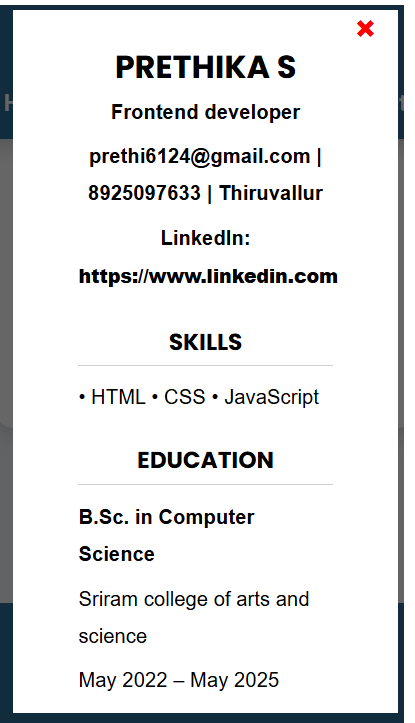 PRETHIKA S
Frontend developer
prethi6124@gmail.com |
8925097633 | Thiruvallur
LinkedIn:
https://www.linkedin.com
SKILLS
• HTML • CSS • JavaScript
EDUCATION
B.Sc. in Computer
Science
Sriram college of arts and
science
May 2022 – May 2025